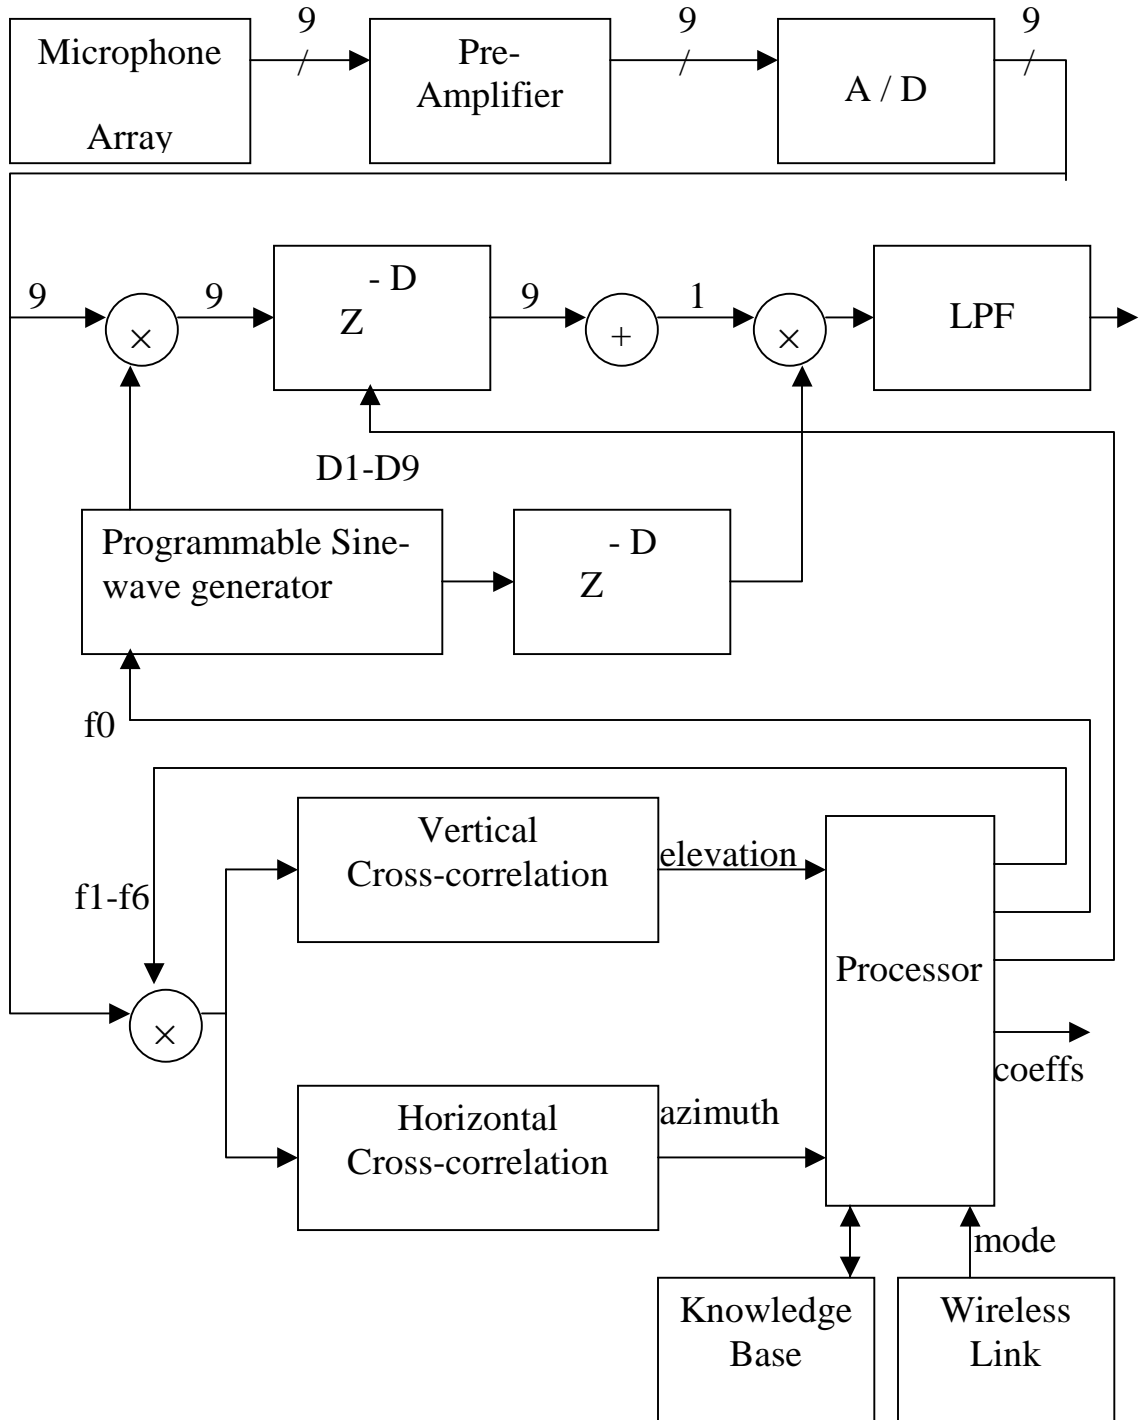 9
9
9
Microphone
Array
Pre-
Amplifier
A / D
9
×
9
- D
Z
9
+
1
×
LPF
D1-D9
Programmable Sine-
wave generator
- D
Z
f0
Vertical
Cross-correlation
elevation
f1-f6
×
Processor
coeffs
Horizontal
Cross-correlation
azimuth
mode
Knowledge
Base
Wireless
Link